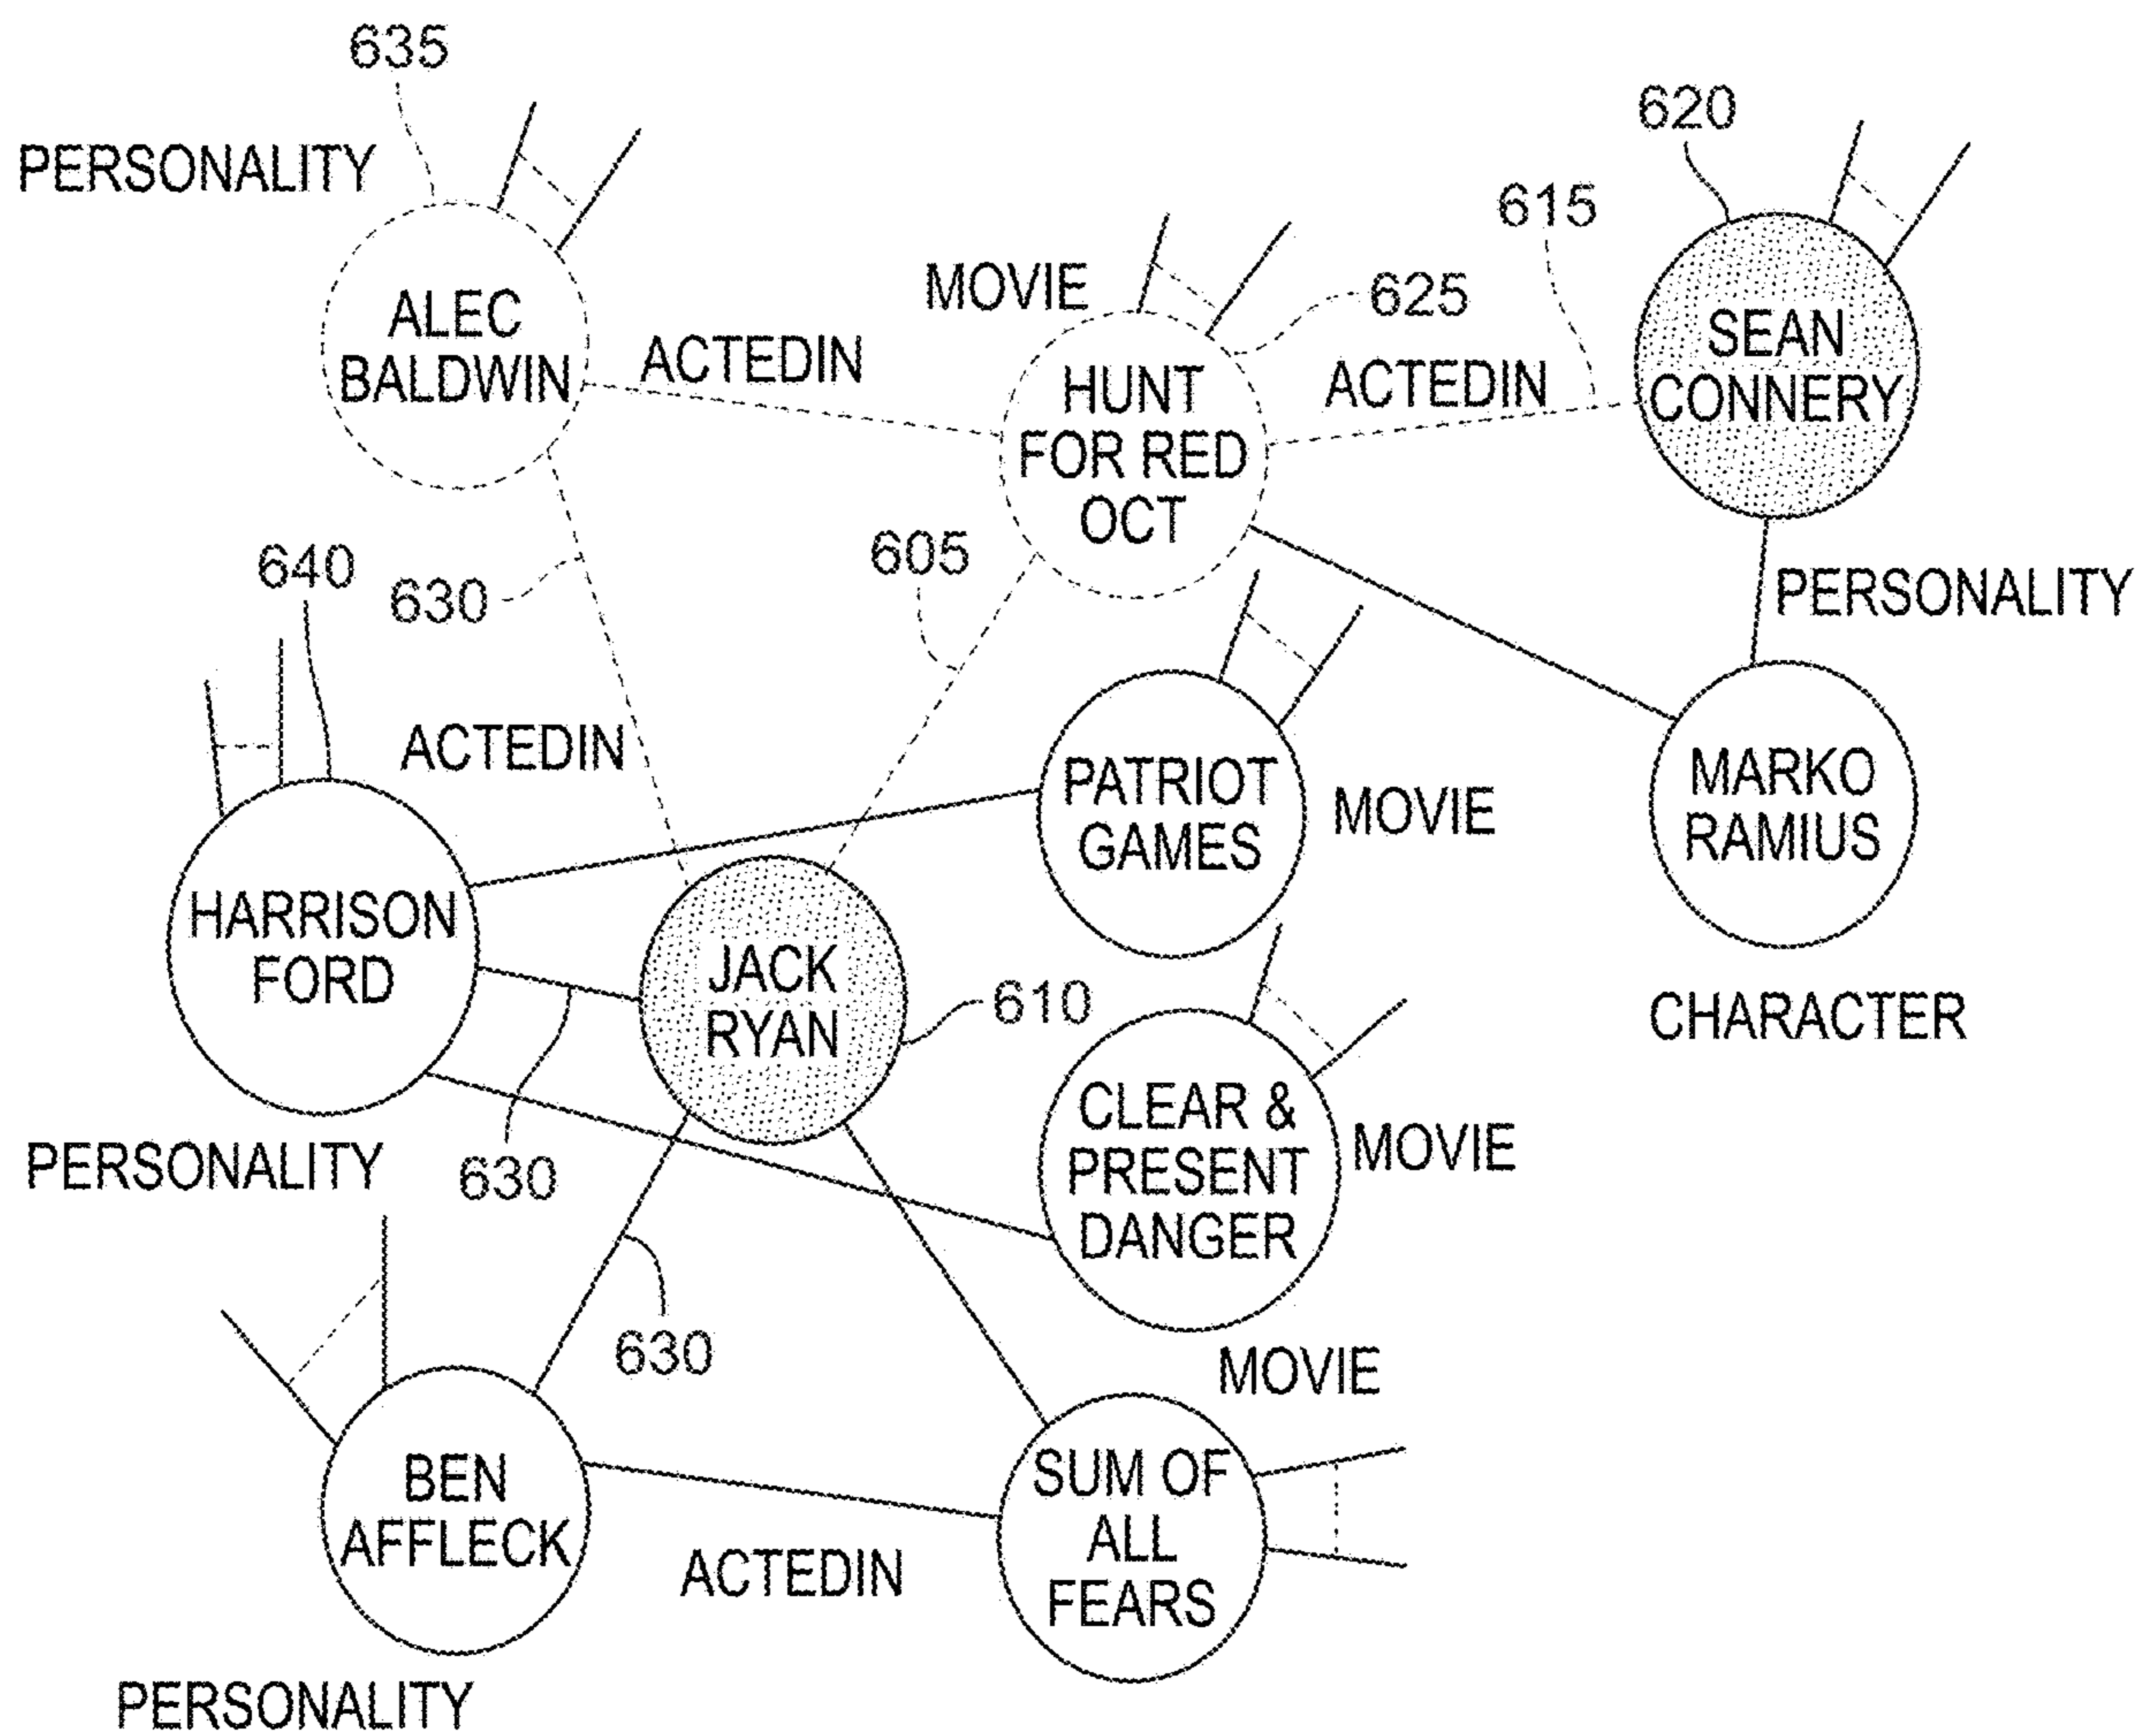 635
PERSONALITY
620
615
ALEC
BALDWIN
ACTEDIN
MOVIE
625
HUNT
FOR RED
OCT
ACTEDIN
SEAN
CONNERY
640
630
605
PERSONALITY
ACTEDIN
PATRIOT
GAMES
MOVIE
MARKO
RAMIUS
HARRISON
FORD
JACK
RYAN
610
CHARACTER
CLEAR &
PRESENT
DANGER
MOVIE
PERSONALITY
630
630
MOVIE
BEN
AFFLECK
ACTEDIN
SUM OF
ALL
FEARS
PERSONALITY